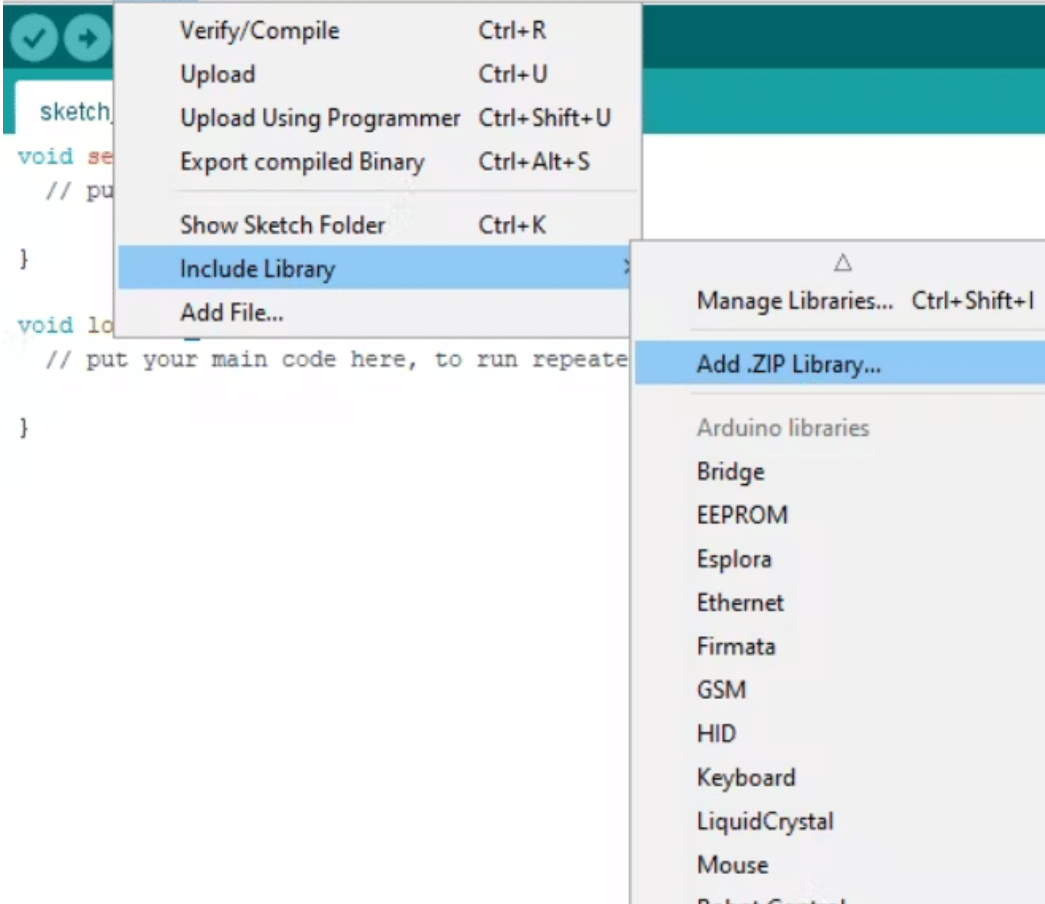 Verify/Compile Ctrl+R
Upload Ctrl+U
Upload Using Programmer Ctrl+Shift+U
Export compiled Binary Ctrl+Alt+S
Show Sketch Folder Ctrl+K
Include Library
Add File...
sketch_
void se
// pu
}
void lo
// put your main code here, to run repeate
}
Manage Libraries... Ctrl+Shift+I
Add .ZIP Library...
Arduino libraries
Bridge
EEPROM
Esplora
Ethernet
Firmata
GSM
HID
Keyboard
LiquidCrystal
Mouse